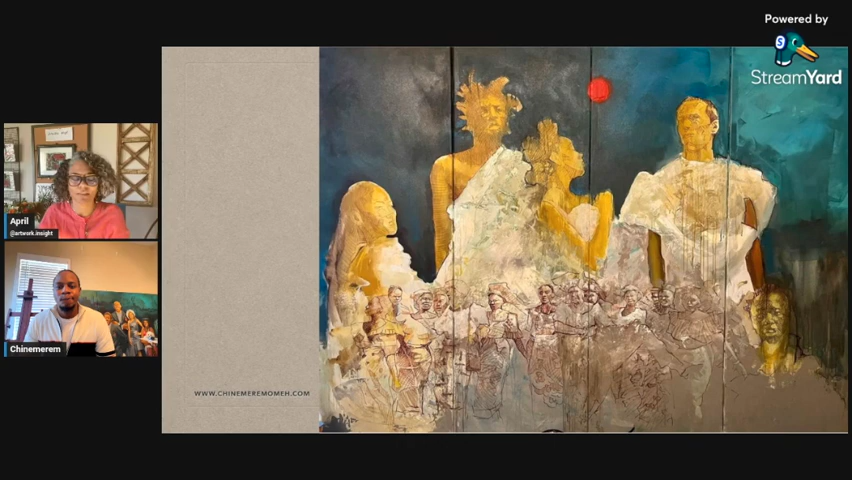 Powered by
S
StreamYard
April
@artwork.insight
Chinemerem
WWW.CHINEMEREMOMEH.COM